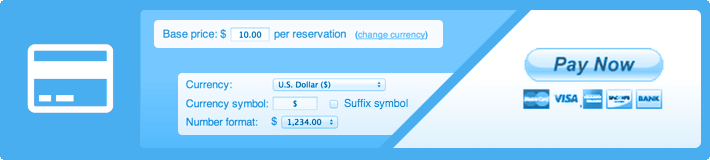 Base price: $ 10.00 per reservation (change currency)
Currency: U.S. Dollar ($)
Currency symbol: $ Suffix symbol
Number format: $ 1,234.00
Pay Now
VISA BANK